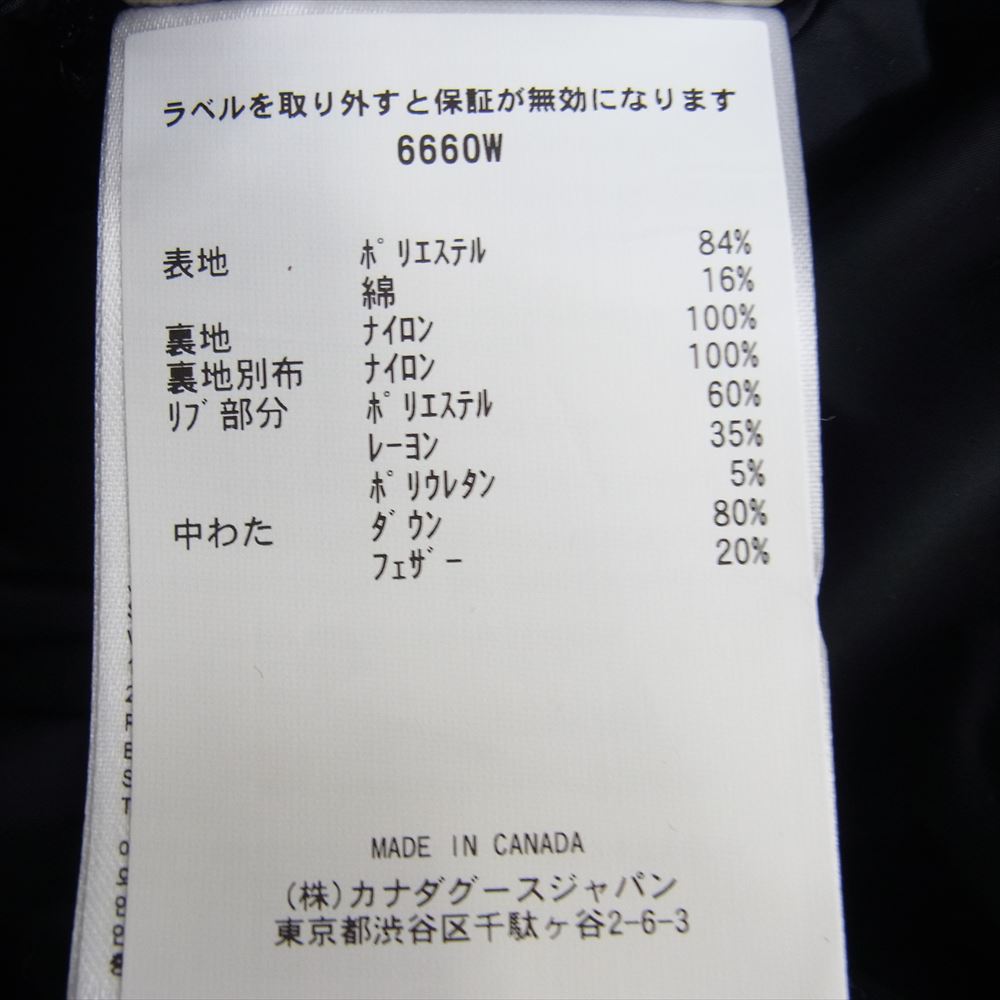 ラベルを取り外すと保証が無効になります
6660W
表地 ﾎﾟﾘｴｽﾃﾙ 84%
綿 16%
裏地 ﾅｲﾛﾝ 100%
裏地別布 ﾅｲﾛﾝ 100%
ﾘﾌﾞ部分 ﾎﾟﾘｴｽﾃﾙ 60%
ﾚｰﾖﾝ 35%
ﾎﾟﾘｳﾚﾀﾝ 5%
中わた ﾀﾞｳﾝ 80%
ﾌｪｻﾞｰ 20%
MADE IN CANADA
(株)カナダグースジャパン
東京都渋谷区千駄ヶ谷2-6-3